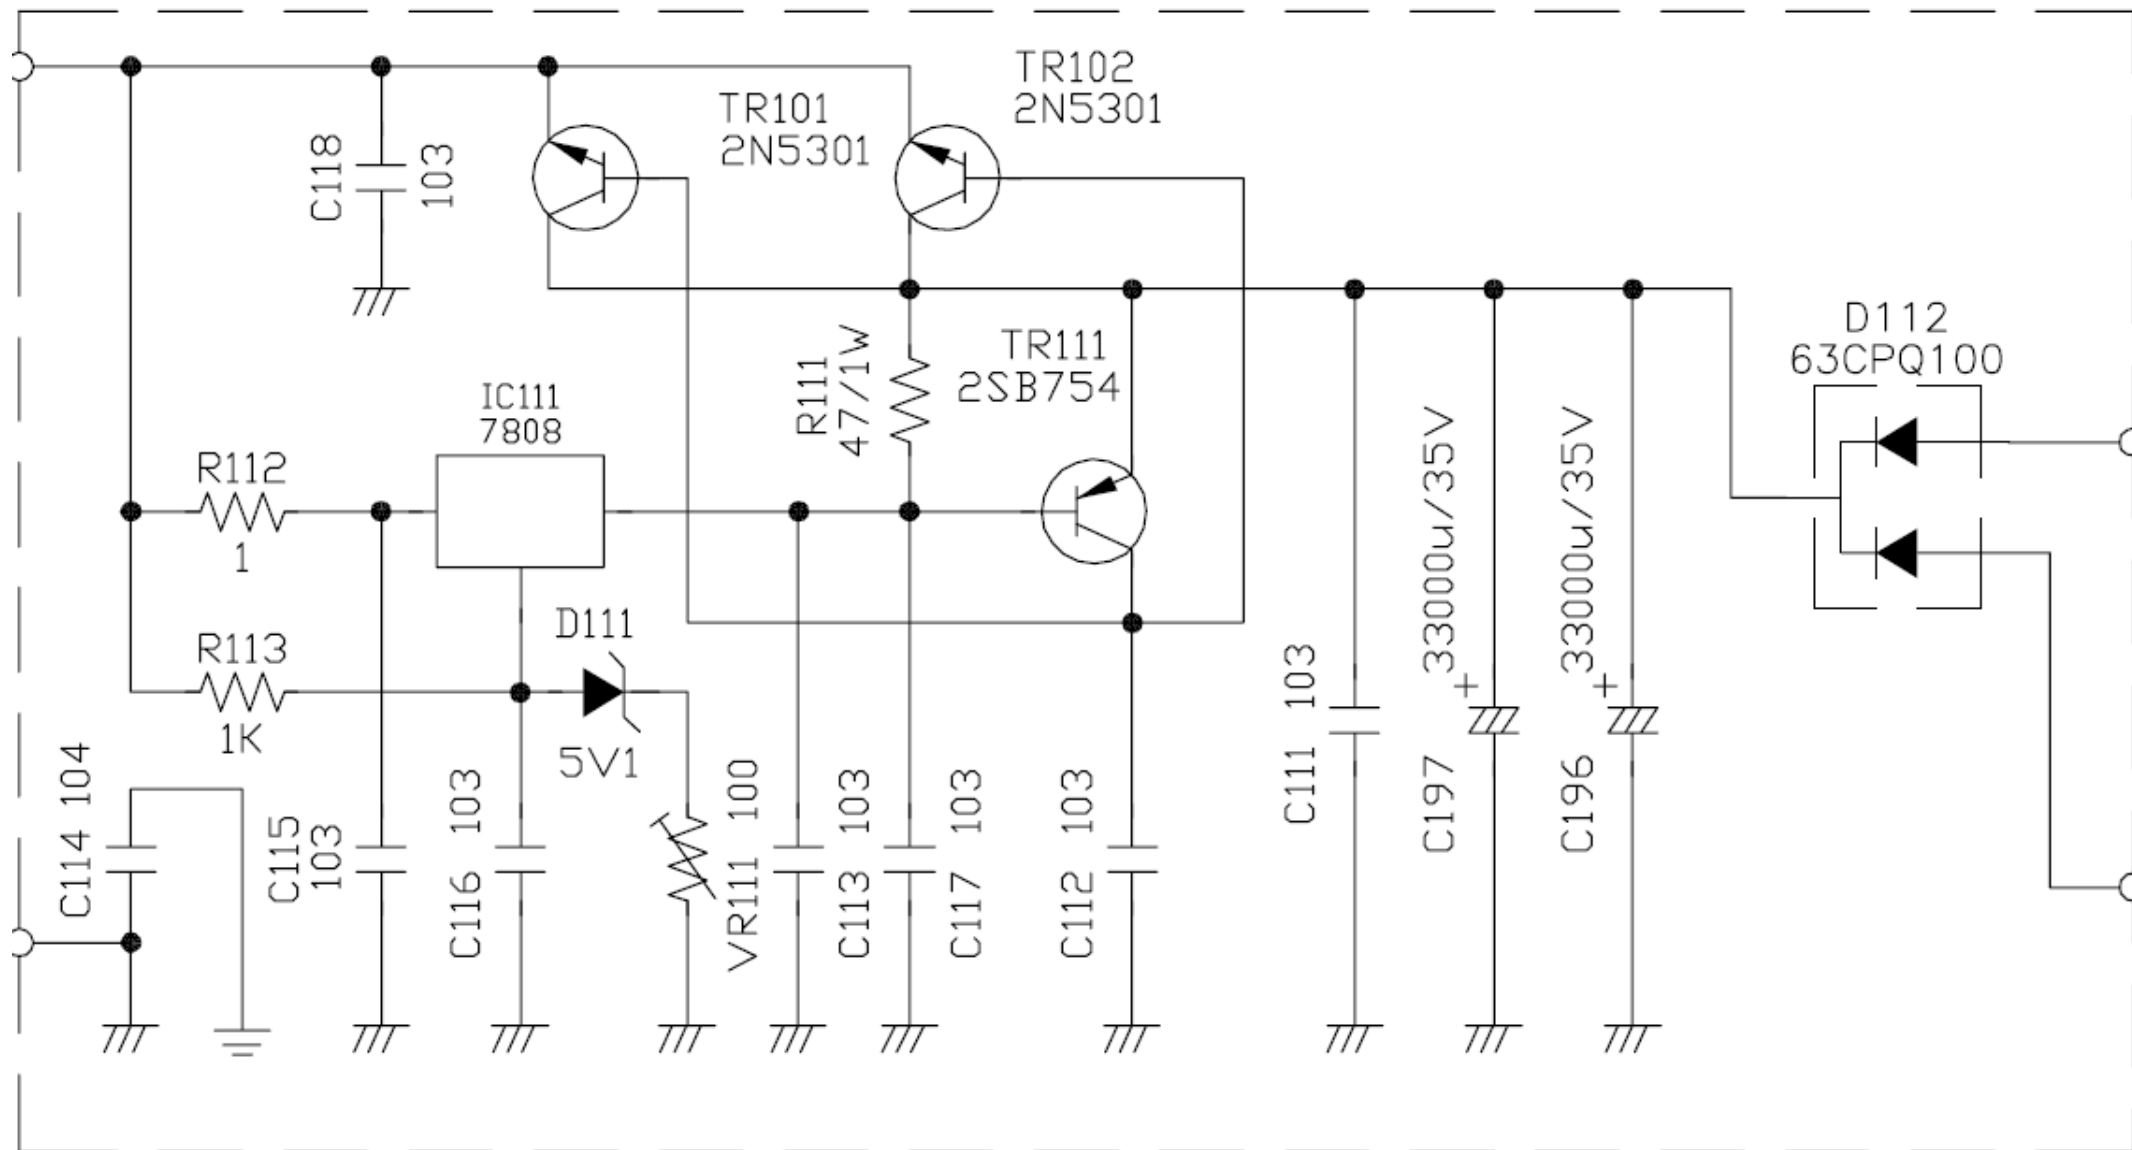 TR102
2N5301
TR101
2N5301
C118
103
D112
63CPQ100
TR111
2SB754
R111
47/1W
IC111
7808
R112
1
D111
5V1
R113
1K
C114 104
C115
103
C116 103
VR111 100
C113 103
C117 103
C112 103
C111 103
+
33000u/35V
C197
+
33000u/35V
C196